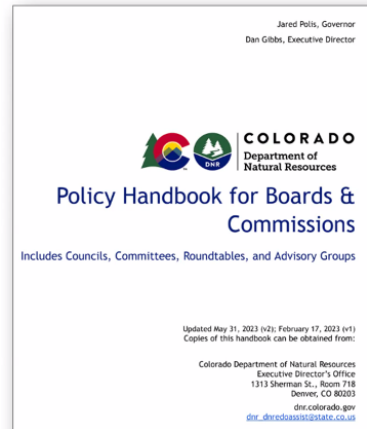 Jared Polis, Governor
Dan Gibbs, Executive Director
COLORADO
Department of
Natural Resources
DNR
Policy Handbook for Boards &
Commissions
Includes Councils, Committees, Roundtables, and Advisory Groups
Updated May 31, 2023 (v2); February 17, 2023 (v1)
Copies of this handbook can be obtained from:
Colorado Department of Natural Resources
Executive Director's Office
1313 Sherman St., Room 718
Denver, CO 80203
dnr.colorado.gov
dnr_dnredoassist@state.co.us